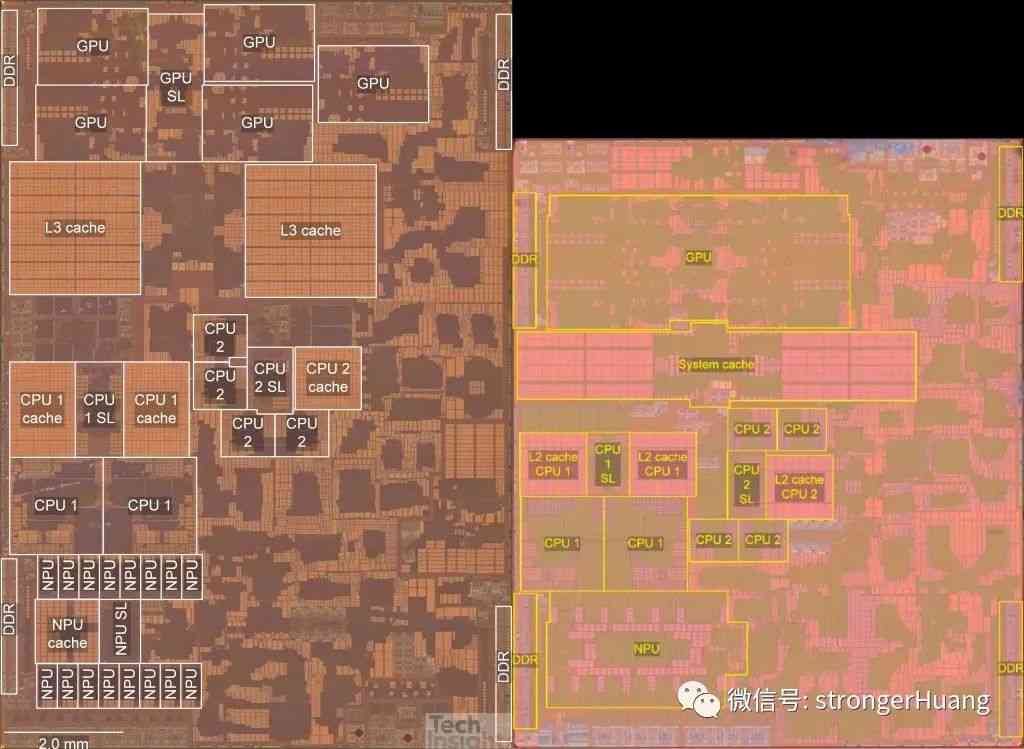 GPU
GPU
GPU
SL
GPU
GPU
GPU
DDR
DDR
L3 cache
L3 cache
CPU
2
CPU
2
CPU
2 SL
CPU 2
cache
CPU
2
CPU
2
CPU 1
cache
CPU
1 SL
CPU 1
cache
CPU 1
CPU 1
NPU
NPU
NPU
NPU
NPU
NPU
NPU
NPU
NPU
cache
NPU SL
NPU
NPU
NPU
NPU
NPU
NPU
NPU
NPU
DDR
DDR
2.0 mm
Tech
DDR
DDR
GPU
System cache
CPU 2
CPU 2
L2 cache
CPU 1
CPU
1
SL
L2 cache
CPU 1
CPU
2
SL
L2 cache
CPU 2
CPU 1
CPU 1
CPU 2
CPU 2
NPU
DDR
DDR
微信号: strongerHuang